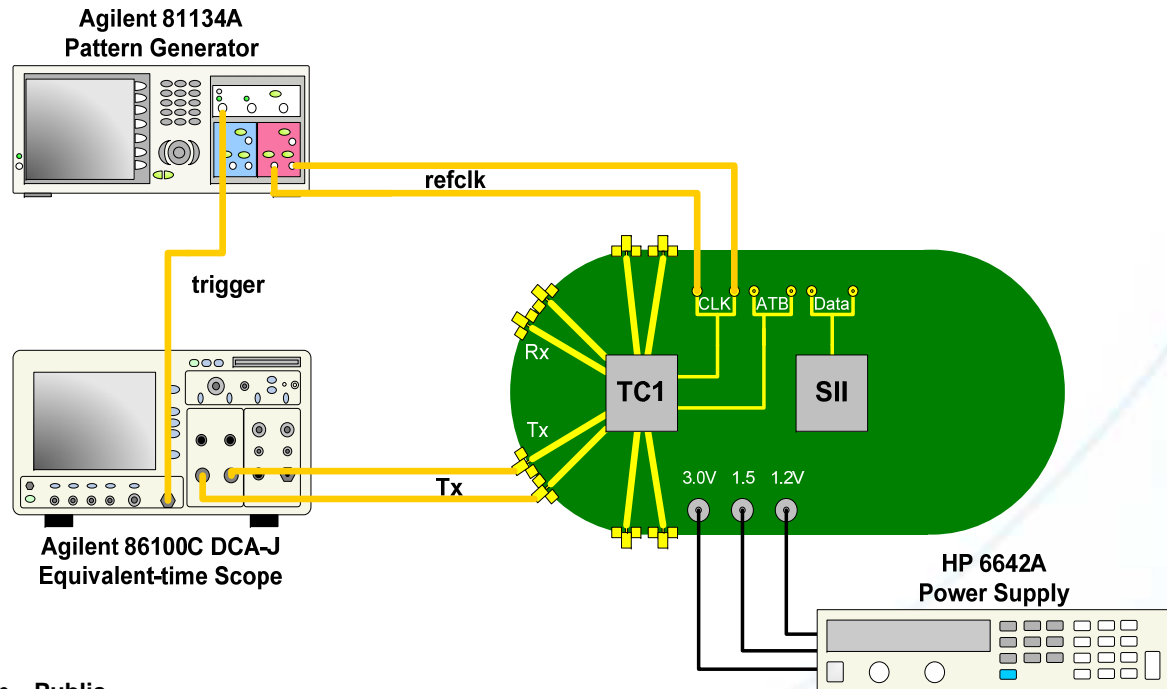 Agilent 81134A
Pattern Generator
refclk
trigger
CLK
ATB
Data
Rx
TC1
SII
Tx
Tx
3.0V
1.5
1.2V
Agilent 86100C DCA-J
Equivalent-time Scope
HP 6642A
Power Supply